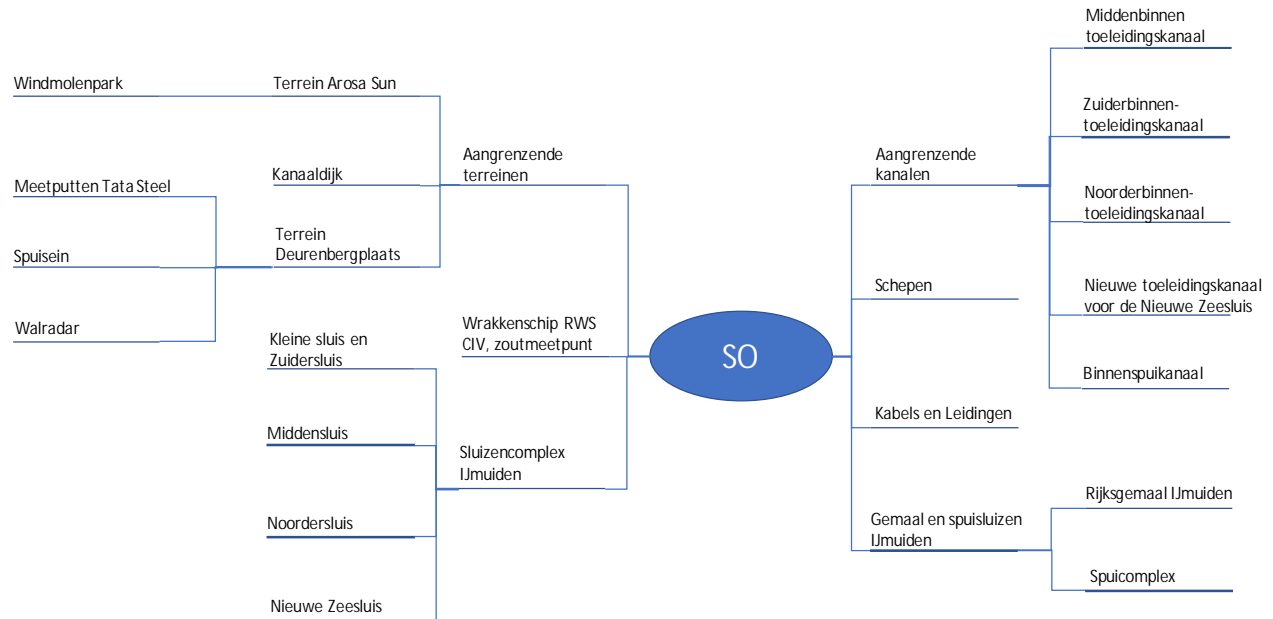 Middenbinnen
toeleidingskanaal
Windmolenpark
Terrein Arosa Sun
Zuiderbinnen-
toeleidingskanaal
Aangrenzende
terreinen
Aangrenzende
kanalen
Kanaaldijk
Meetputten Tata Steel
Noorderbinnen-
toeleidingskanaal
Terrein
Deurenbergplaats
Spuisein
Schepen
Nieuwe toeleidingskanaal
voor de Nieuwe Zeesluis
Walradar
Wrakkenschip RWS
CIV, zoutmeetpunt
Kleine sluis en
Zuidersluis
SO
Binnenspuikanaal
Kabels en Leidingen
Middensluis
Sluizencomplex
IJmuiden
Rijksgemaal IJmuiden
Noordersluis
Gemaal en spuisluizen
IJmuiden
Spuicomplex
Nieuwe Zeesluis